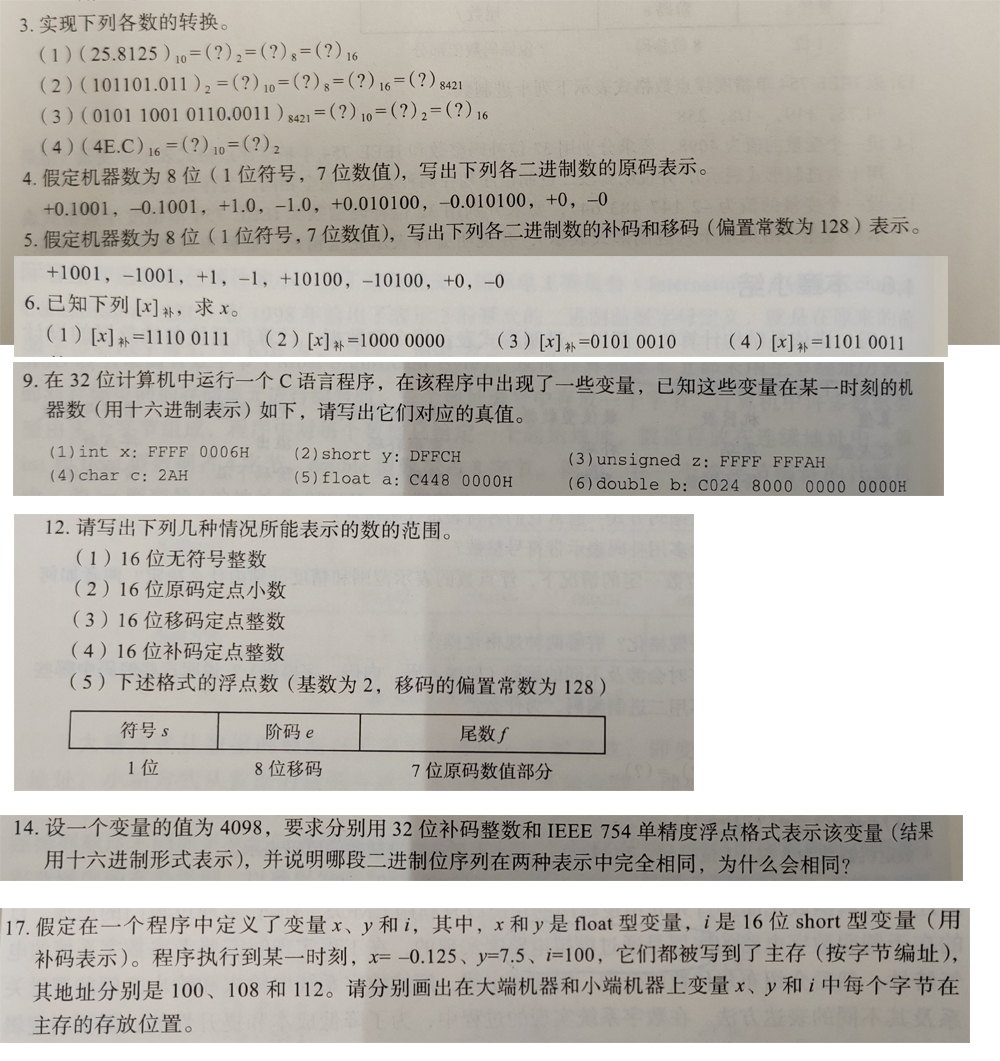 3. 实现下列各数的转换。
(1)(25.8125)₁₀=(?)₂=(?)₈=(?)₁₆
(2)(101101.011)₂=(?)₁₀=(?)₈=(?)₁₆=(?)₈₄₂₁
(3)(0101 1001 0110.0011)₈₄₂₁=(?)₁₀=(?)₂=(?)₁₆
(4)(4E.C)₁₆=(?)₁₀=(?)₂
4. 假定机器数为 8 位(1 位符号,7 位数值),写出下列各二进制数的原码表示。
+0.1001,–0.1001,+1.0,–1.0,+0.010100,–0.010100,+0,–0
5. 假定机器数为 8 位(1 位符号,7 位数值),写出下列各二进制数的补码和移码(偏置常数为 128)表示。
+1001,–1001,+1,–1,+10100,–10100,+0,–0
6. 已知下列 [x]补,求 x。
(1)[x]补=1110 0111 (2)[x]补=1000 0000 (3)[x]补=0101 0010 (4)[x]补=1101 0011
9. 在 32 位计算机中运行一个 C 语言程序,在该程序中出现了一些变量,已知这些变量在某一时刻的机
器数(用十六进制表示)如下,请写出它们对应的真值。
(1)int x: FFFF 0006H (2)short y: DFFCH (3)unsigned z: FFFF FFFAH
(4)char c: 2AH (5)float a: C448 0000H (6)double b: C024 8000 0000 0000H
12. 请写出下列几种情况所能表示的数的范围。
(1)16 位无符号整数
(2)16 位原码定点小数
(3)16 位移码定点整数
(4)16 位补码定点整数
(5)下述格式的浮点数(基数为 2,移码的偏置常数为 128)
符号 s 阶码 e 尾数 f
1 位 8 位移码 7 位原码数值部分
14. 设一个变量的值为 4098,要求分别用 32 位补码整数和 IEEE 754 单精度浮点格式表示该变量(结果
用十六进制形式表示),并说明哪段二进制位序列在两种表示中完全相同,为什么会相同?
17. 假定在一个程序中定义了变量 x、y 和 i,其中,x 和 y 是 float 型变量,i 是 16 位 short 型变量(用
补码表示)。程序执行到某一时刻,x= –0.125、y=7.5、i=100,它们都被写到了主存(按字节编址),
其地址分别是 100、108 和 112。请分别画出在大端机器和小端机器上变量 x、y 和 i 中每个字节在
主存的存放位置。